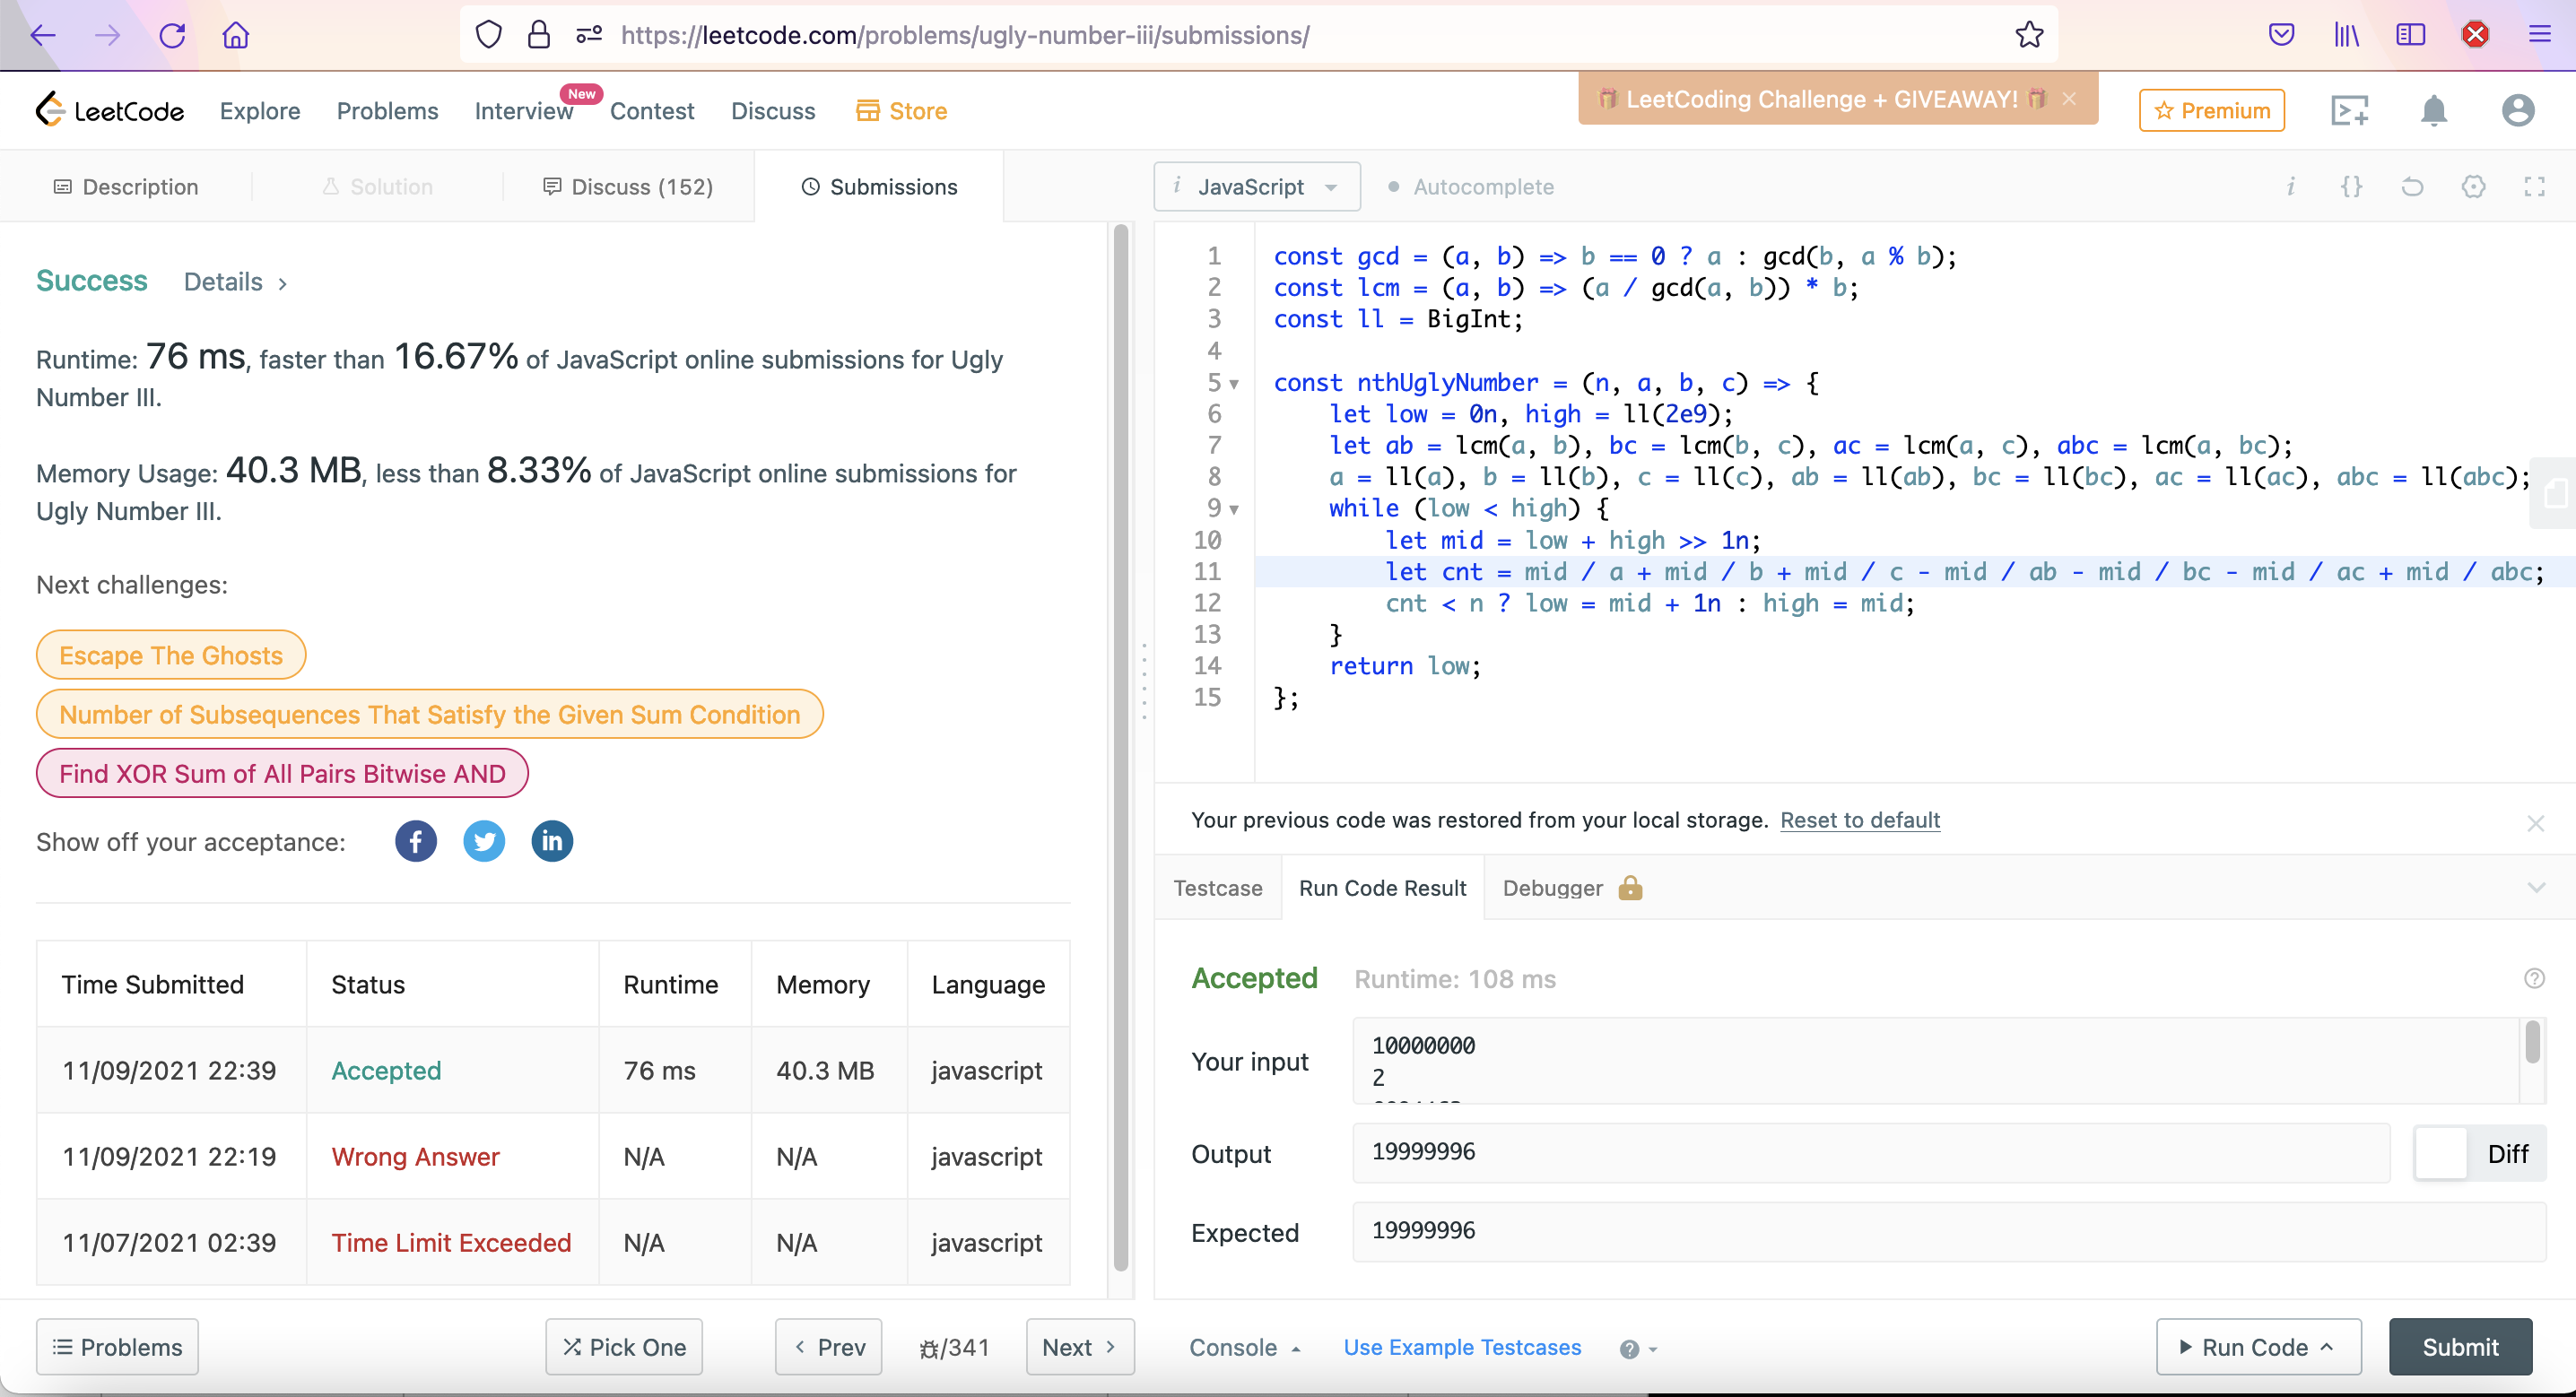 https://leetcode.com/problems/ugly-number-iii/submissions/
LeetCode
Explore
Problems
Interview
New
Contest
Discuss
Store
LeetCoding Challenge + GIVEAWAY!
Premium
Description
Solution
Discuss (152)
Submissions
Success
Details
Runtime: 76 ms, faster than 16.67% of JavaScript online submissions for Ugly
Number III.
Memory Usage: 40.3 MB, less than 8.33% of JavaScript online submissions for
Ugly Number III.
Next challenges:
Escape The Ghosts
Number of Subsequences That Satisfy the Given Sum Condition
Find XOR Sum of All Pairs Bitwise AND
Show off your acceptance:
Time Submitted Status Runtime Memory Language
11/09/2021 22:39 Accepted 76 ms 40.3 MB javascript
11/09/2021 22:19 Wrong Answer N/A N/A javascript
11/07/2021 02:39 Time Limit Exceeded N/A N/A javascript
Problems
Pick One
Prev
/341
Next
i JavaScript
Autocomplete
1 const gcd = (a, b) => b == 0 ? a : gcd(b, a % b);
2 const lcm = (a, b) => (a / gcd(a, b)) * b;
3 const ll = BigInt;
4
5 const nthUglyNumber = (n, a, b, c) => {
6 let low = 0n, high = ll(2e9);
7 let ab = lcm(a, b), bc = lcm(b, c), ac = lcm(a, c), abc = lcm(a, bc);
8 a = ll(a), b = ll(b), c = ll(c), ab = ll(ab), bc = ll(bc), ac = ll(ac), abc = ll(abc);
9 while (low < high) {
10 let mid = low + high >> 1n;
11 let cnt = mid / a + mid / b + mid / c - mid / ab - mid / bc - mid / ac + mid / abc;
12 cnt < n ? low = mid + 1n : high = mid;
13 }
14 return low;
15 };
Your previous code was restored from your local storage. Reset to default
Testcase
Run Code Result
Debugger
Accepted
Runtime: 108 ms
Your input
10000000
2
Output
19999996
Diff
Expected
19999996
Console
Use Example Testcases
Run Code
Submit